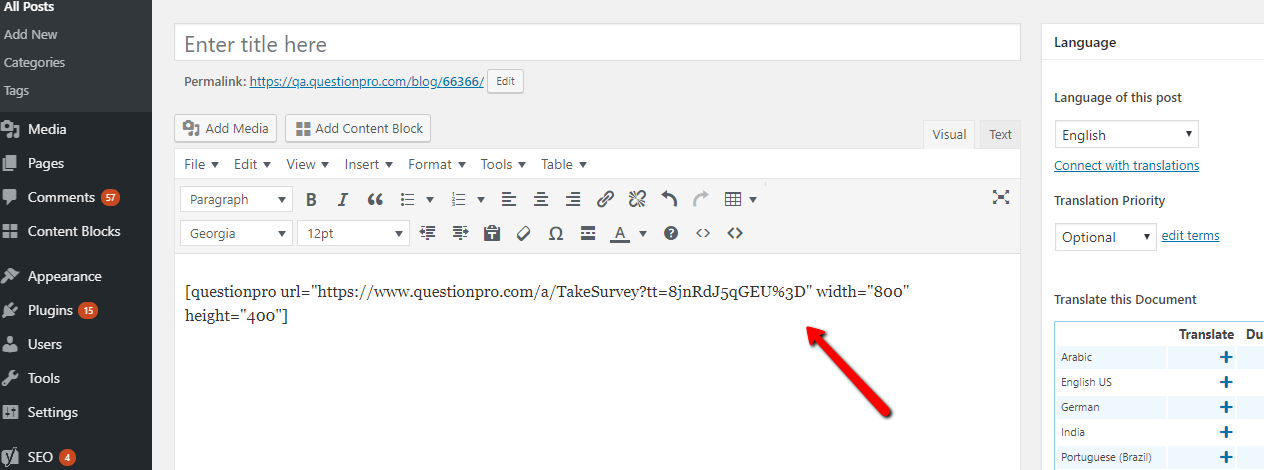 All Posts
Add New
Categories
Tags
Media
Pages
Comments 57
Content Blocks
Appearance
Plugins 15
Users
Tools
Settings
SEO 4
Enter title here
Permalink: https://qa.questionpro.com/blog/66366/ Edit
Add Media Add Content Block
Visual Text
File Edit View Insert Format Tools Table
Paragraph B I
Georgia 12pt Ω A
[questionpro url="https://www.questionpro.com/a/TakeSurvey?tt=8jnRdJ5qGEU%3D" width="800"
height="400"]
Language
Language of this post
English
Connect with translations
Translation Priority
Optional edit terms
Translate this Document
Translate Du
Arabic
English US
German
India
Portuguese (Brazil)